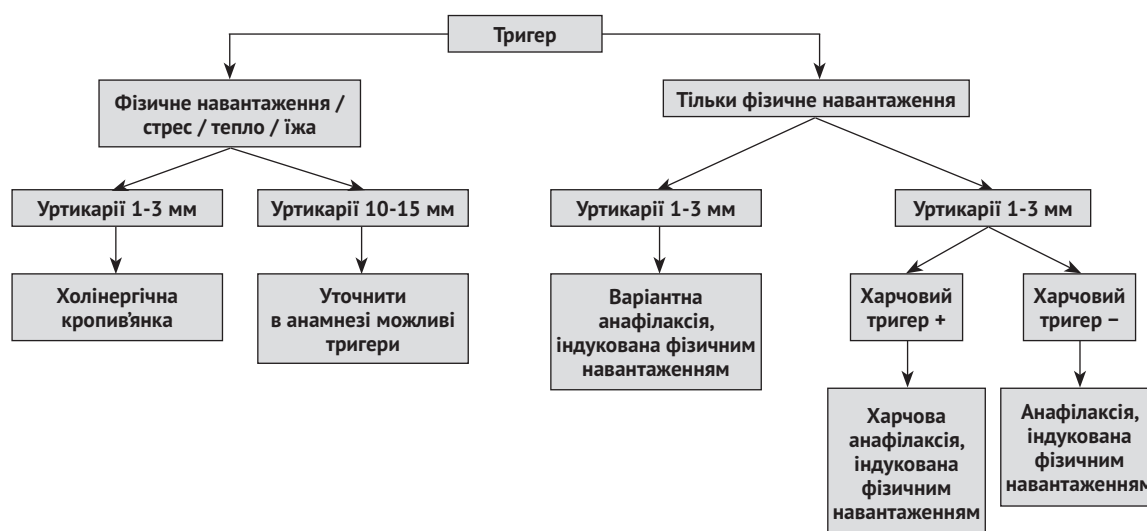 Тригер
Фізичне навантаження /
стрес / тепло / їжа
Тільки фізичне навантаження
Уртикарії 1-3 мм
Уртикарії 10-15 мм
Уртикарії 1-3 мм
Уртикарії 1-3 мм
Холінергічна
кропив’янка
Уточнити
в анамнезі можливі
тригери
Варіантна
анафілаксія,
індукована фізичним
навантаженням
Харчовий
тригер +
Харчовий
тригер –
Харчова
анафілаксія,
індукована
фізичним
навантаженням
Анафілаксія,
індукована
фізичним
навантаженням